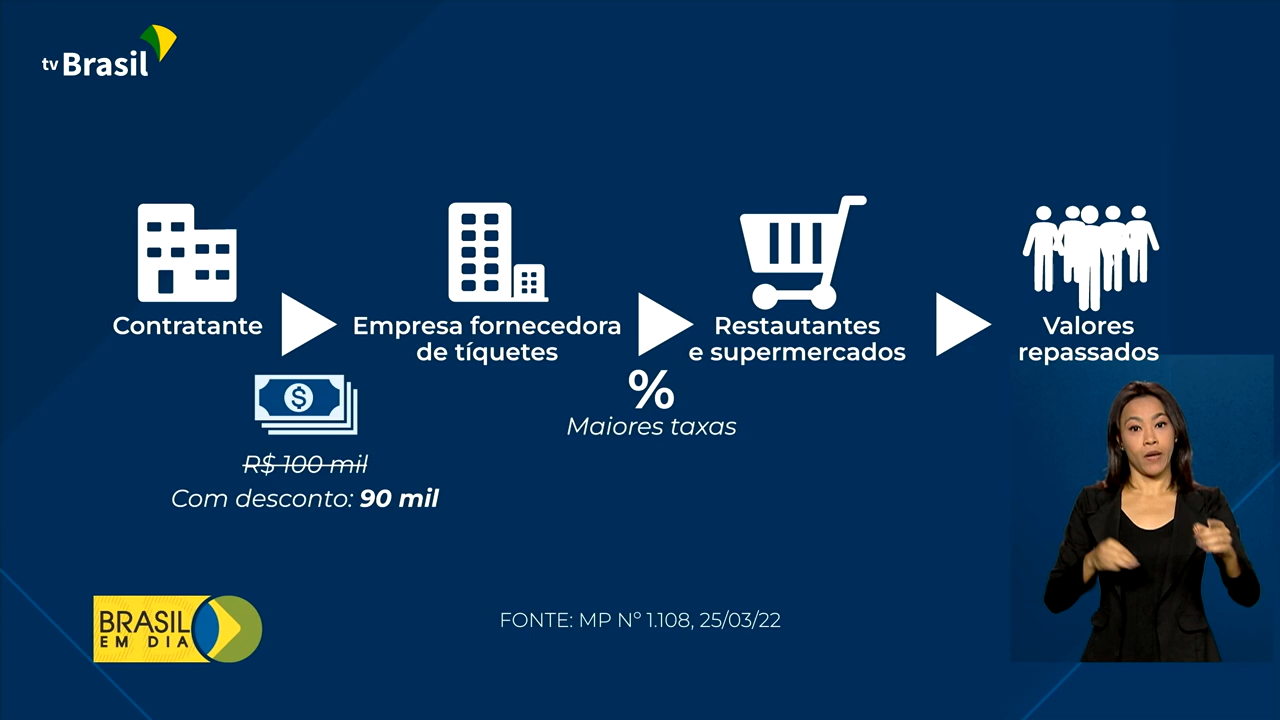 tv Brasil
Contratante
Empresa fornecedora
de tíquetes
Restautantes
e supermercados
Valores
repassados
$
%
Maiores taxas
R$ 100 mil
Com desconto: 90 mil
BRASIL
EM DIA
FONTE: MP Nº 1.108, 25/03/22